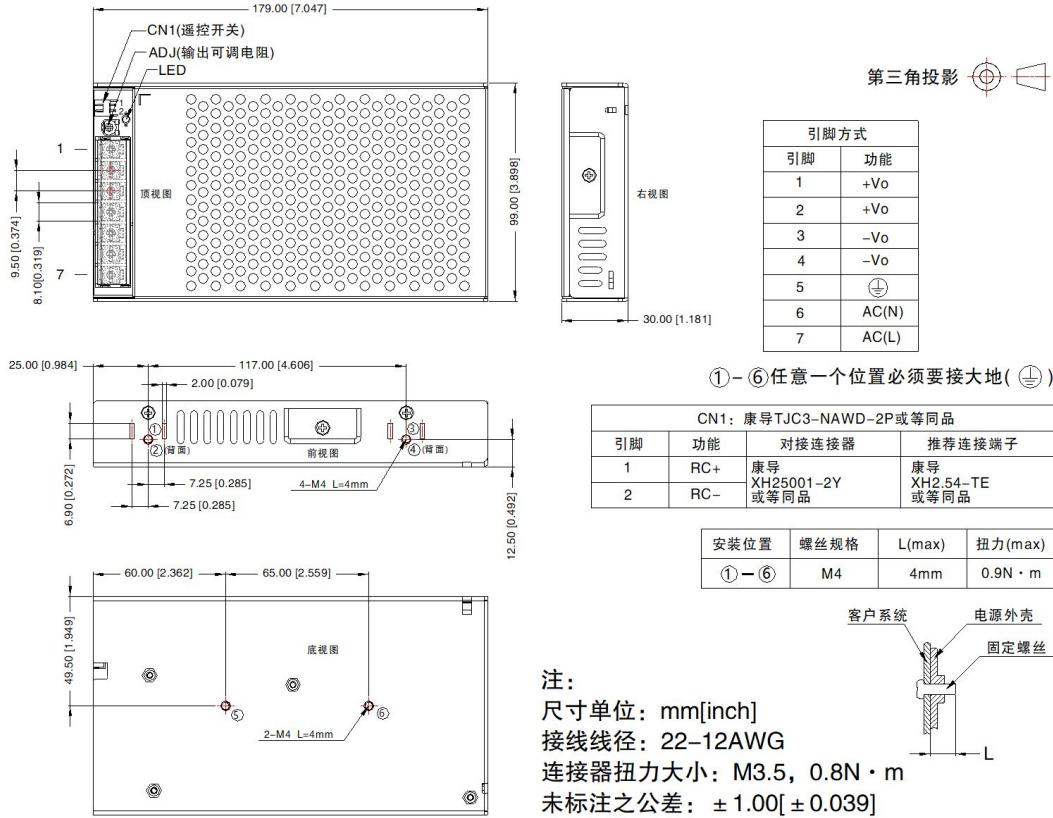 179.00 [7.047]
CN1(遥控开关)
ADJ(输出可调电阻)
LED
1
2
1
7
9.50 [0.374]
8.10[0.319]
顶视图
99.00 [3.898]
右视图
30.00 [1.181]
第三角投影
引脚方式
引脚 功能
1 +Vo
2 +Vo
3 −Vo
4 −Vo
5
6 AC(N)
7 AC(L)
①−⑥任意一个位置必须要接大地( )
25.00 [0.984]
117.00 [4.606]
2.00 [0.079]
①
②(背面)
③
④(背面)
前视图
4-M4 L=4mm
7.25 [0.285]
7.25 [0.285]
6.90 [0.272]
12.50 [0.492]
CN1：康导TJC3−NAWD−2P或等同品
引脚 功能 对接连接器 推荐连接端子
1 RC+
2 RC−
康导
XH25001−2Y
或等同品
康导
XH2.54−TE
或等同品
安装位置 螺丝规格 L(max) 扭力(max)
①−⑥ M4 4mm 0.9N·m
60.00 [2.362]
65.00 [2.559]
49.50 [1.949]
底视图
⑤
⑥
2-M4 L=4mm
客户系统
电源外壳
固定螺丝
L
注：
尺寸单位：mm[inch]
接线线径：22−12AWG
连接器扭力大小：M3.5，0.8N·m
未标注之公差：±1.00[±0.039]